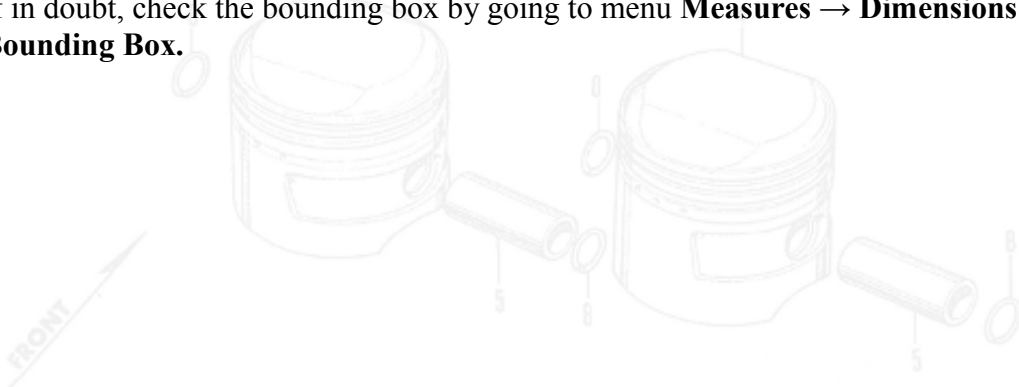 in doubt, check the bounding box by going to menu Measures → Dimensions
Bounding Box.
5
8
8
5
8
FRONT